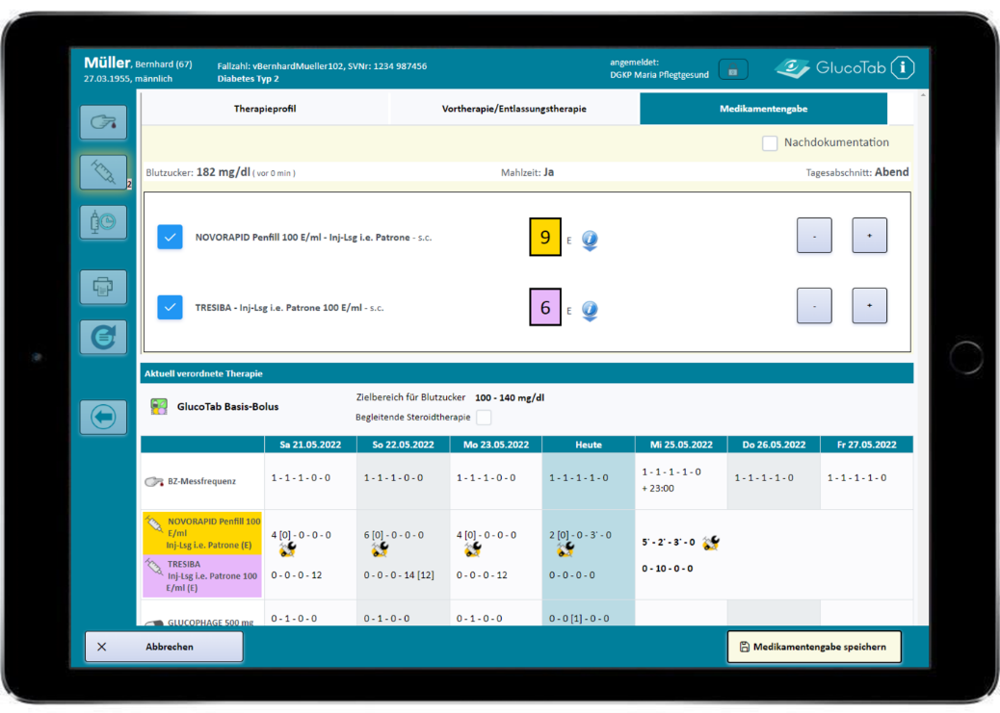 Müller, Bernhard (67)
27.03.1955, männlich
Fallzahl: vBernhardMueller102, SVNr: 1234 987456
Diabetes Typ 2
angemeldet:
DGKP Maria Pflegtgesund
GlucoTab i
Therapieprofil Vortherapie/Entlassungstherapie Medikamentengabe
Nachdokumentation
2
Blutzucker: 182 mg/dl ( vor 0 min ) Mahlzeit: Ja Tagesabschnitt: Abend
NOVORAPID Penfill 100 E/ml - Inj-Lsg i.e. Patrone - s.c. 9 E i - +
TRESIBA - Inj-Lsg i.e. Patrone 100 E/ml - s.c. 6 E i - +
Aktuell verordnete Therapie
GlucoTab Basis-Bolus
Zielbereich für Blutzucker 100 - 140 mg/dl
Begleitende Steroidtherapie
Sa 21.05.2022 So 22.05.2022 Mo 23.05.2022 Heute Mi 25.05.2022 Do 26.05.2022 Fr 27.05.2022
BZ-Messfrequenz 1 - 1 - 1 - 0 - 0 1 - 1 - 1 - 0 - 0 1 - 1 - 1 - 0 - 0 1 - 1 - 1 - 1 - 0 1 - 1 - 1 - 1 - 0 1 - 1 - 1 - 1 - 0 1 - 1 - 1 - 1 - 0
+ 23:00
NOVORAPID Penfill 100
E/ml
Inj-Lsg i.e. Patrone (E)
4 [0] - 0 - 0 - 0 6 [0] - 0 - 0 - 0 4 [0] - 0 - 0 - 0 2 [0] - 0 - 3' - 0 5' - 2' - 3' - 0
TRESIBA
Inj-Lsg i.e. Patrone 100
E/ml (E)
0 - 0 - 0 - 12 0 - 0 - 0 - 14 [12] 0 - 0 - 0 - 12 0 - 0 - 0 - 0 0 - 10 - 0 - 0
GLUCOPHAGE 500 mg 0 - 1 - 0 - 0 0 - 1 - 0 - 0 0 - 1 - 0 - 0 0 - 0 [1] - 0 - 0
Abbrechen Medikamentengabe speichern